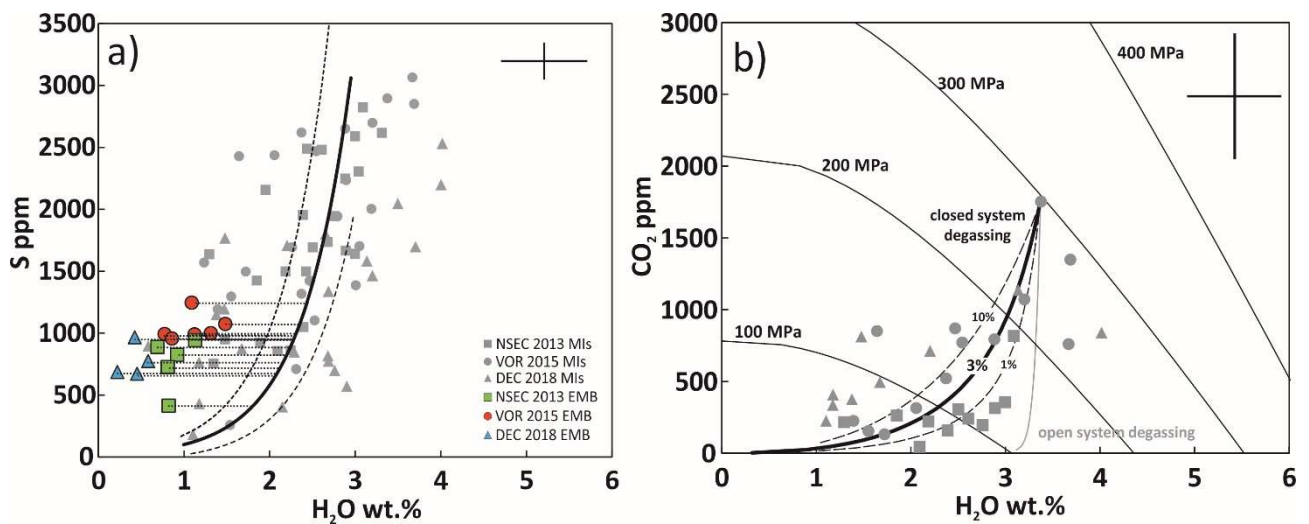 a)
3500
3000
2500
2000
1500
1000
500
0
S ppm
0 1 2 3 4 5 6
H₂O wt.%
NSEC 2013 MIs
VOR 2015 MIs
DEC 2018 MIs
NSEC 2013 EMB
VOR 2015 EMB
DEC 2018 EMB
b)
3000
2500
2000
1500
1000
500
0
CO₂ ppm
400 MPa
300 MPa
200 MPa
100 MPa
closed system
degassing
10%
3%
1%
open system degassing
0 1 2 3 4 5 6
H₂O wt.%